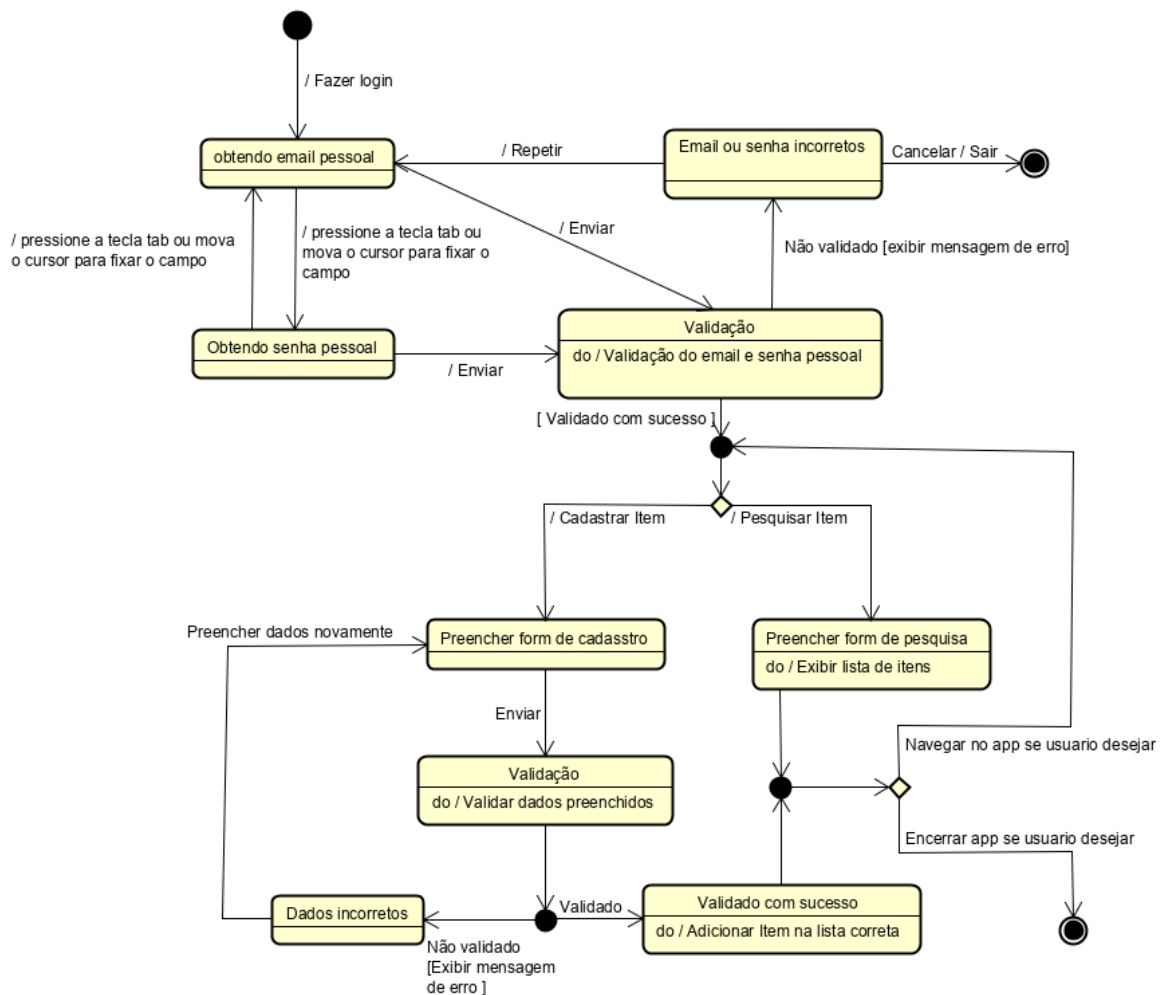 / Fazer login
obtendo email pessoal
/ Repetir
Email ou senha incorretos
Cancelar / Sair
/ pressione a tecla tab ou mova
o cursor para fixar o campo
/ pressione a tecla tab ou
mova o cursor para fixar o
campo
/ Enviar
Não validado [exibir mensagem de erro]
Obtendo senha pessoal
/ Enviar
Validação
do / Validação do email e senha pessoal
[ Validado com sucesso ]
/ Cadastrar Item
/ Pesquisar Item
Preencher dados novamente
Preencher form de cadasstro
Preencher form de pesquisa
do / Exibir lista de itens
Enviar
Navegar no app se usuario desejar
Validação
do / Validar dados preenchidos
Encerrar app se usuario desejar
Dados incorretos
Validado
Validado com sucesso
do / Adicionar Item na lista correta
Não validado
[Exibir mensagem
de erro ]